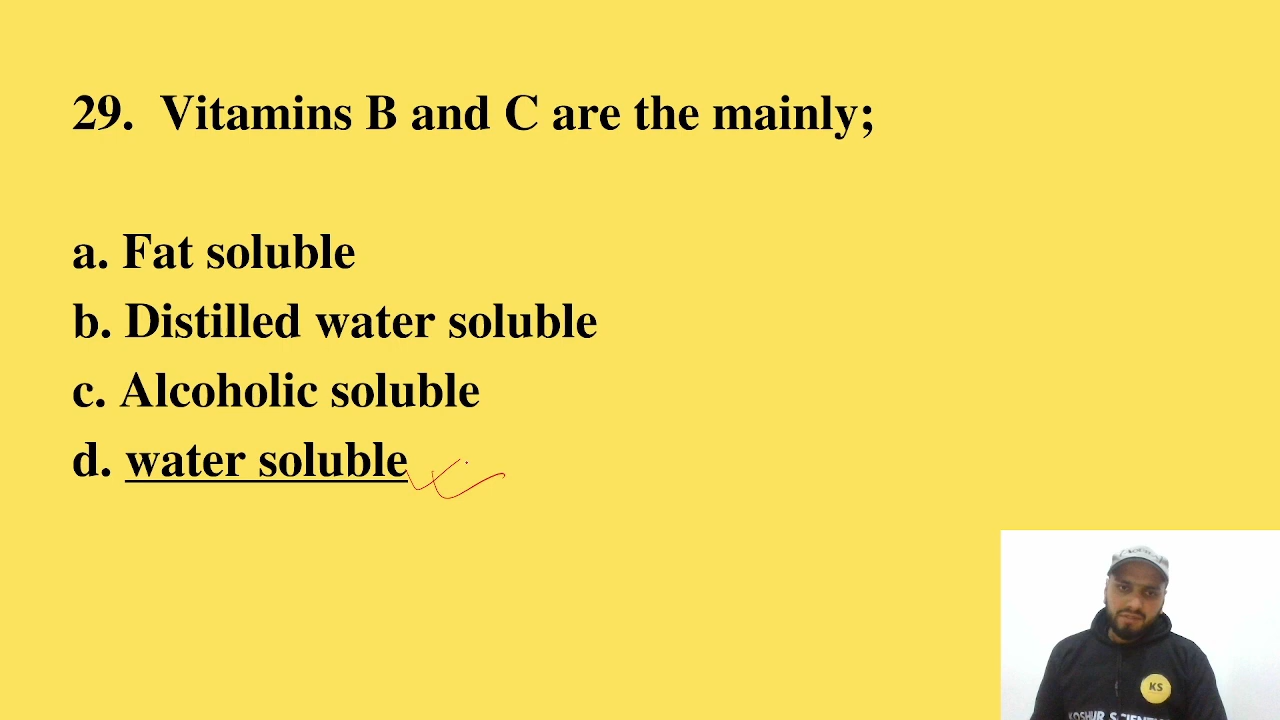 29. Vitamins B and C are the mainly;
a. Fat soluble
b. Distilled water soluble
c. Alcoholic soluble
d. water soluble
KS